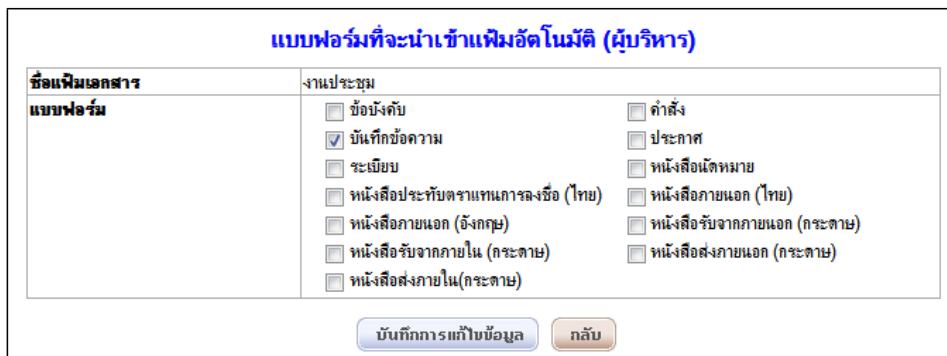 แบบฟอร์มที่จะนำเข้าแฟ้มอัตโนมัติ (ผู้บริหาร)
ชื่อแฟ้มเอกสาร งานประชุม
แบบฟอร์ม ข้อบังคับ คำสั่ง
บันทึกข้อความ ประกาศ
ระเบียบ หนังสือนัดหมาย
หนังสือประทับตราแทนการลงชื่อ (ไทย) หนังสือภายนอก (ไทย)
หนังสือภายนอก (อังกฤษ) หนังสือรับจากภายนอก (กระดาษ)
หนังสือรับจากภายใน (กระดาษ) หนังสือส่งภายนอก (กระดาษ)
หนังสือส่งภายใน(กระดาษ)
บันทึกการแก้ไขข้อมูล กลับ